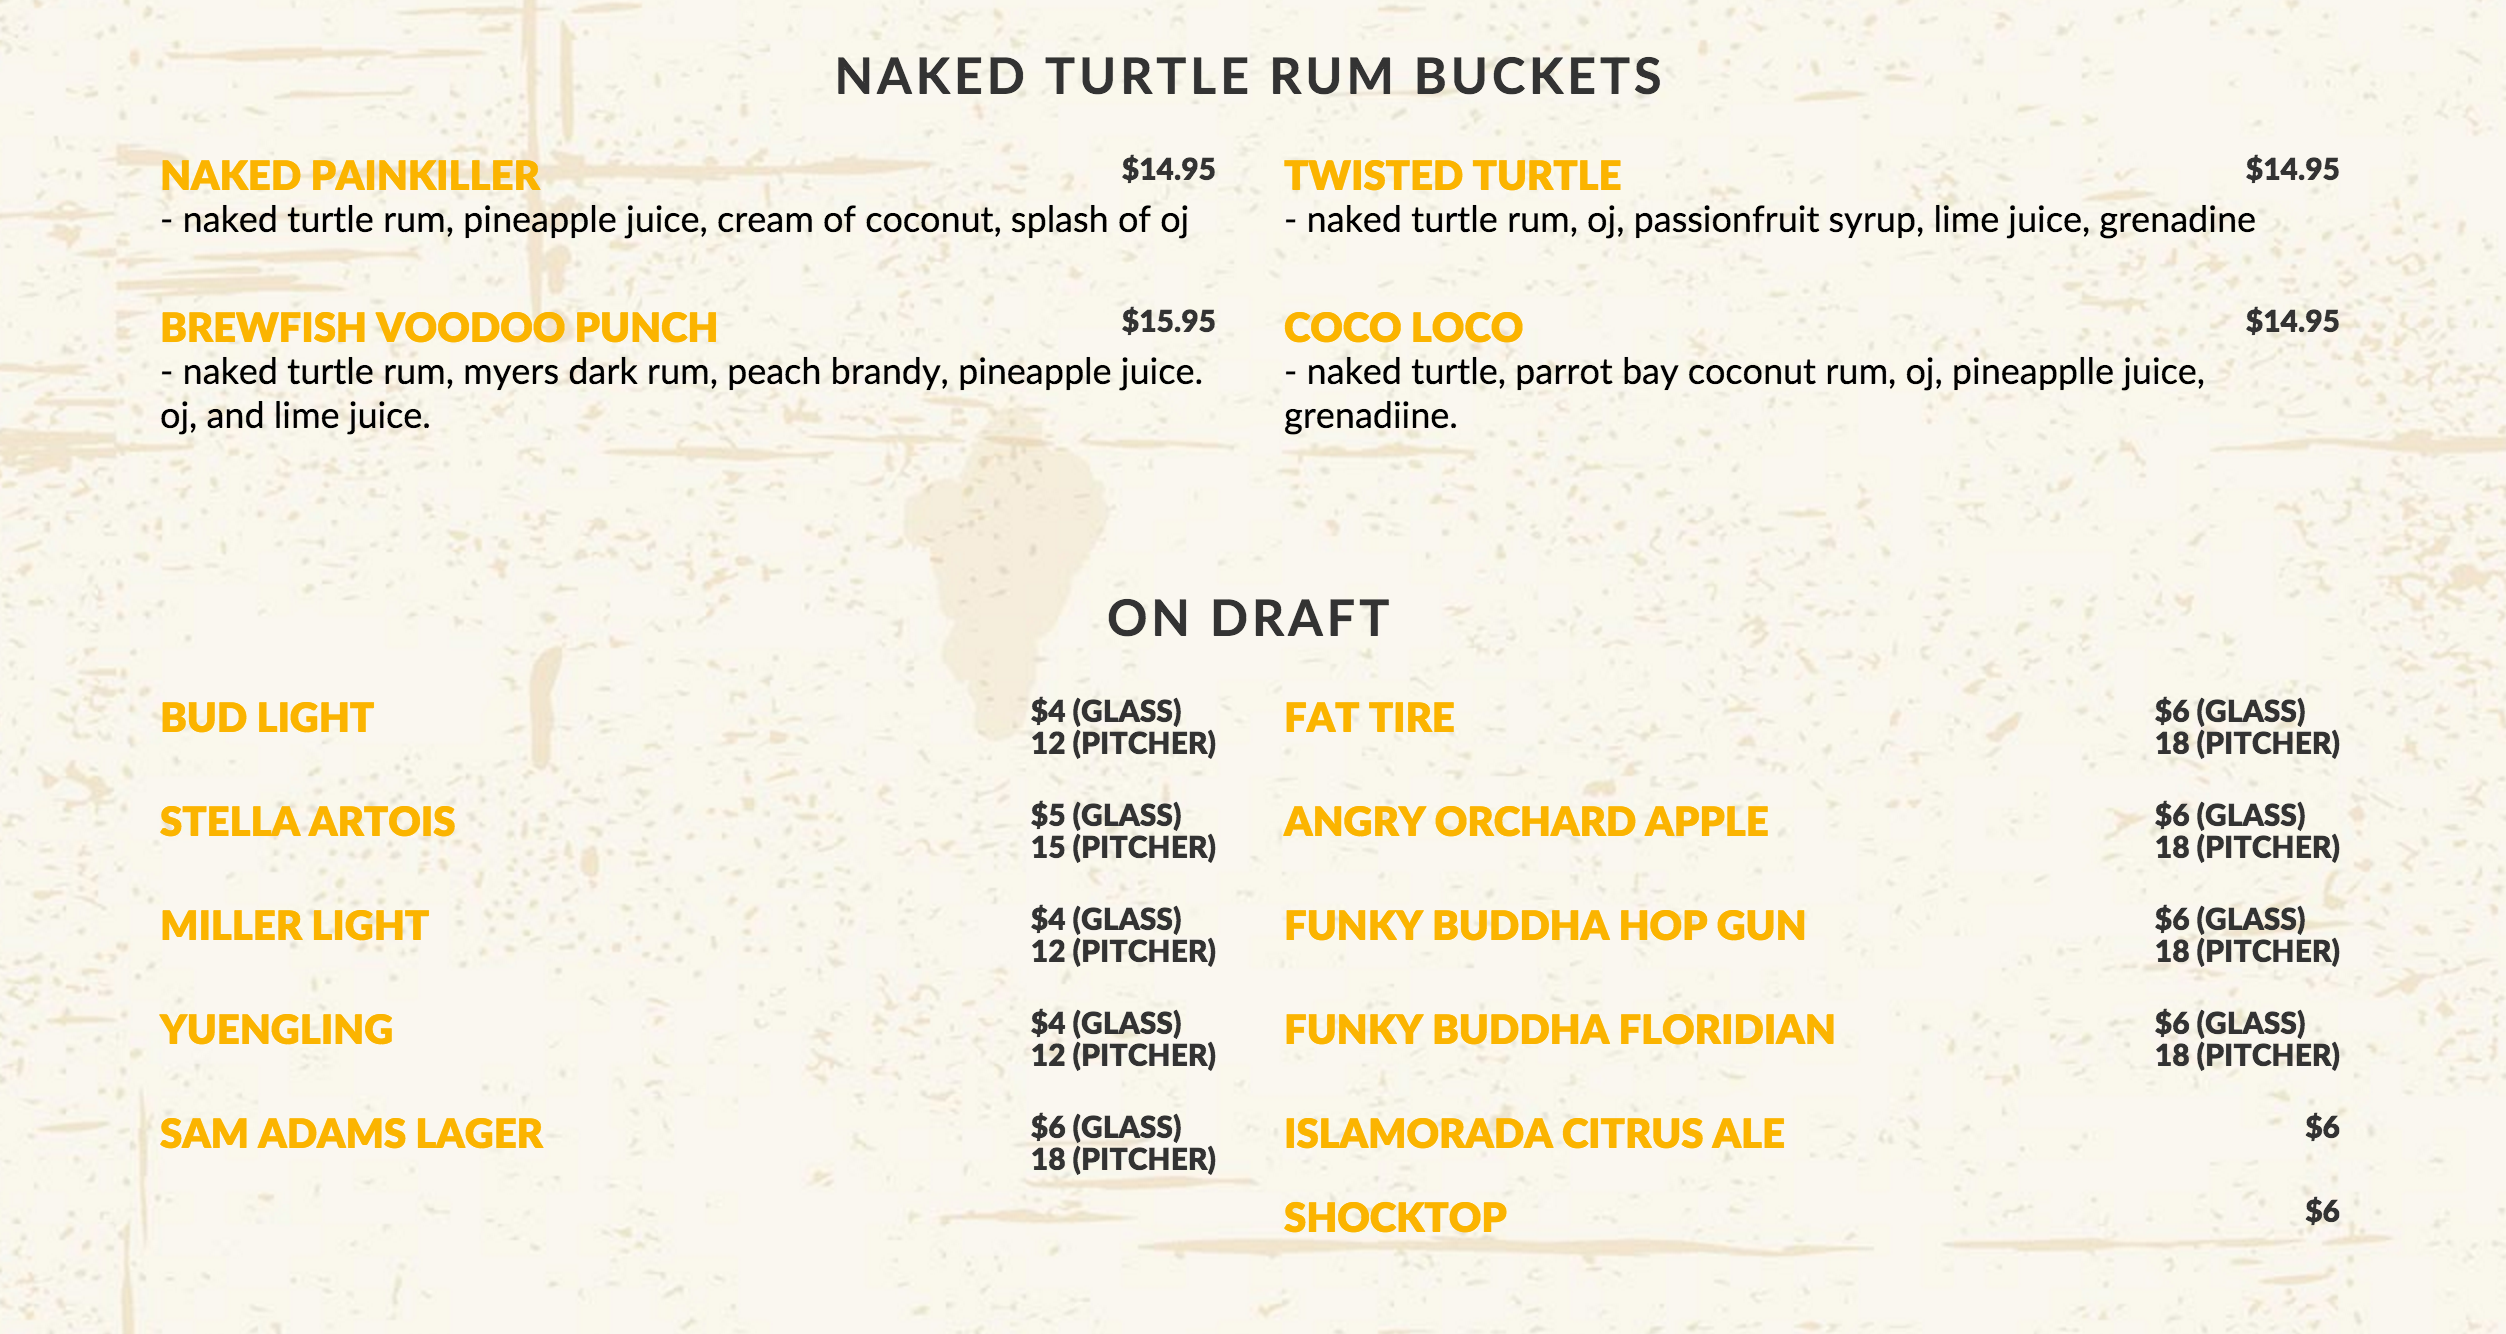 NAKED TURTLE RUM BUCKETS
NAKED PAINKILLER $14.95
- naked turtle rum, pineapple juice, cream of coconut, splash of oj
TWISTED TURTLE $14.95
- naked turtle rum, oj, passionfruit syrup, lime juice, grenadine
BREWFISH VOODOO PUNCH $15.95
- naked turtle rum, myers dark rum, peach brandy, pineapple juice.
oj, and lime juice.
COCO LOCO $14.95
- naked turtle, parrot bay coconut rum, oj, pineapplle juice,
grenadiine.
ON DRAFT
BUD LIGHT $4 (GLASS)
12 (PITCHER)
FAT TIRE $6 (GLASS)
18 (PITCHER)
STELLA ARTOIS $5 (GLASS)
15 (PITCHER)
ANGRY ORCHARD APPLE $6 (GLASS)
18 (PITCHER)
MILLER LIGHT $4 (GLASS)
12 (PITCHER)
FUNKY BUDDHA HOP GUN $6 (GLASS)
18 (PITCHER)
YUENGLING $4 (GLASS)
12 (PITCHER)
FUNKY BUDDHA FLORIDIAN $6 (GLASS)
18 (PITCHER)
SAM ADAMS LAGER $6 (GLASS)
18 (PITCHER)
ISLAMORADA CITRUS ALE $6
SHOCKTOP $6